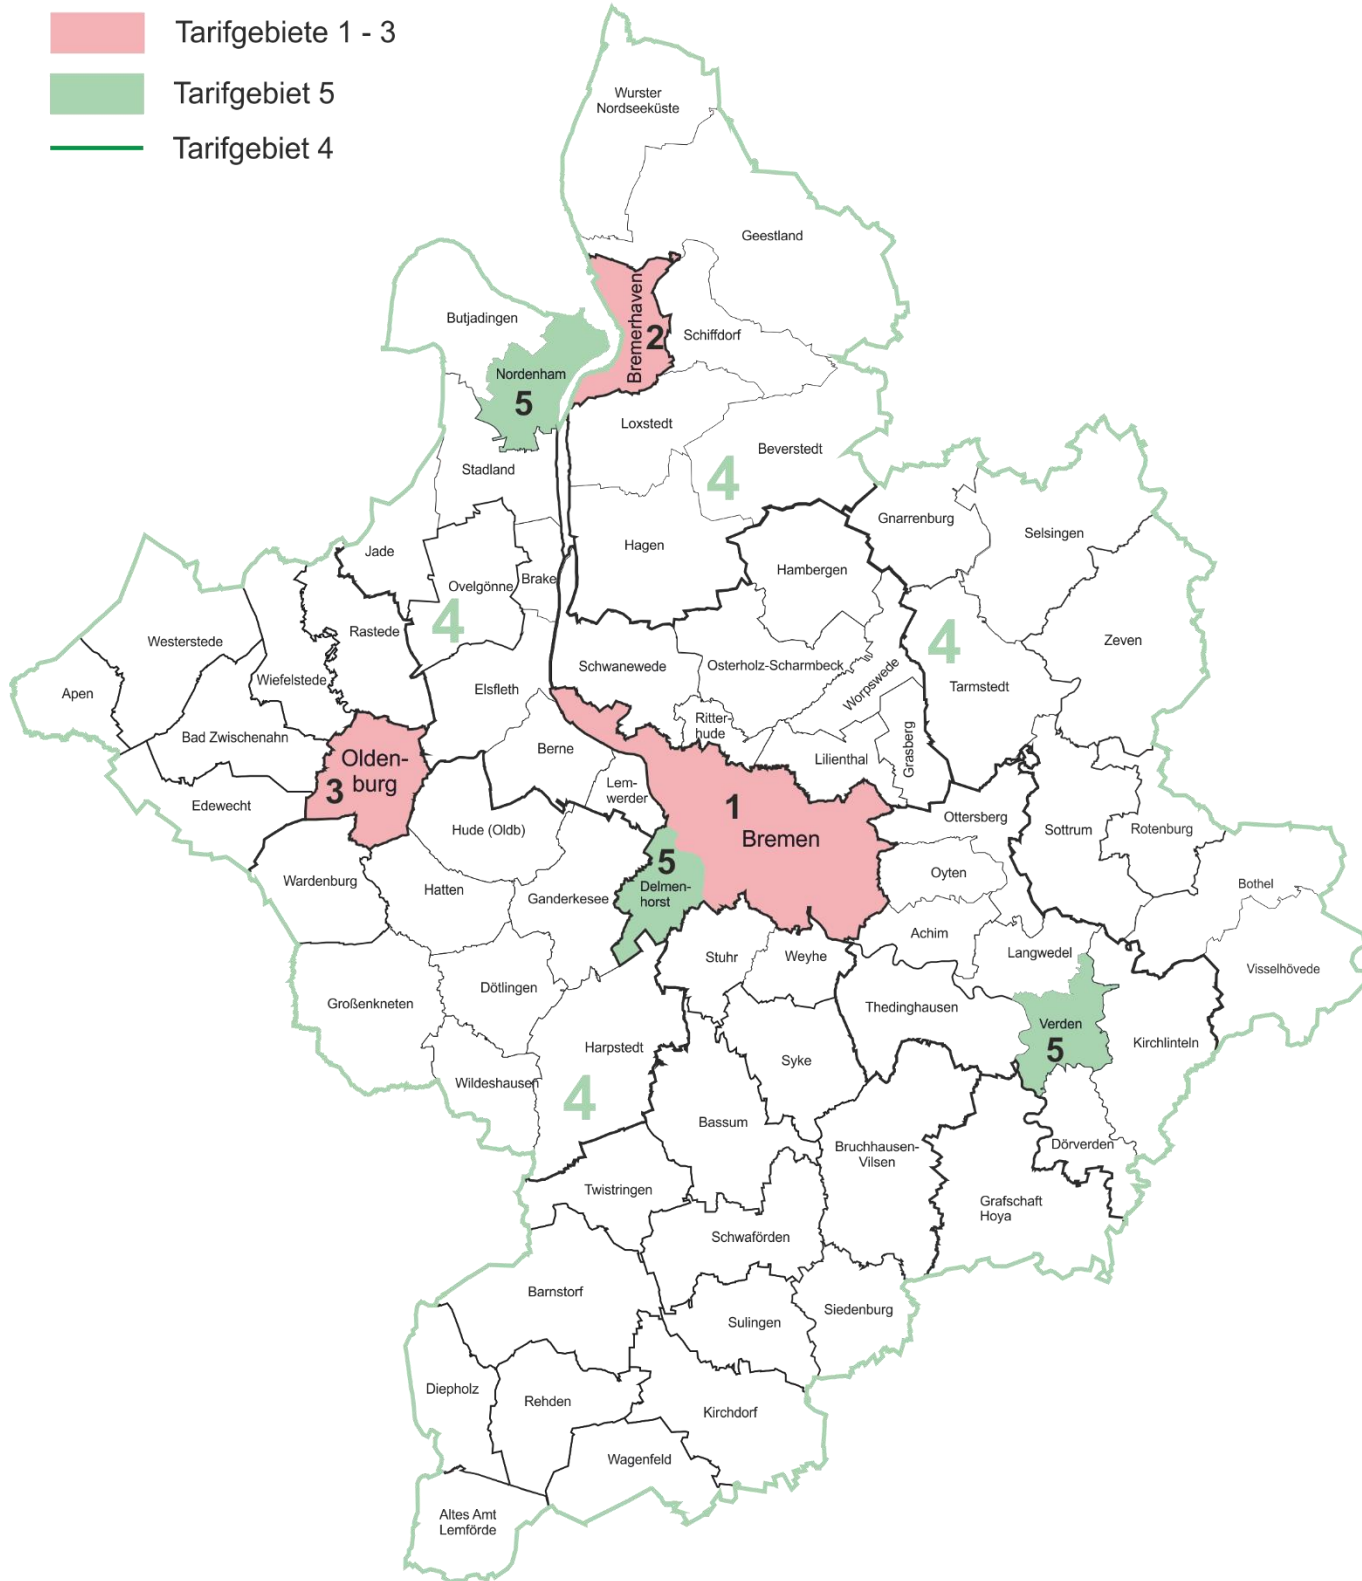 Tarifgebiete 1 - 3
Tarifgebiet 5
Tarifgebiet 4
Wurster
Nordseeküste
Geestland
Butjadingen
Bremerhaven
2
Schiffdorf
Nordenham
5
Loxstedt
Beverstedt
4
Stadland
Gnarrenburg
Selsingen
Hagen
Jade
Hambergen
Ovelgönne
Brake
4
4
Rastede
Westerstede
Zeven
Schwanewede
Osterholz-Scharmbeck
Worpswede
Wiefelstede
Tarmstedt
Apen
Elsfleth
Ritter-
hude
Bad Zwischenahn
Berne
Lilienthal
Grasberg
Olden-
burg
3
Lem-
werder
Edewecht
1
Bremen
Ottersberg
Hude (Oldb)
Sottrum
Rotenburg
5
Delmen-
horst
Oyten
Wardenburg
Hatten
Ganderkesee
Bothel
Achim
Langwedel
Stuhr
Weyhe
Visselhövede
Großenkneten
Dötlingen
Thedinghausen
Verden
5
Kirchlinteln
Harpstedt
Syke
Wildeshausen
4
Bassum
Bruchhausen-
Vilsen
Dörverden
Twistringen
Grafschaft
Hoya
Schwaförden
Barnstorf
Siedenburg
Sulingen
Diepholz
Rehden
Kirchdorf
Wagenfeld
Altes Amt
Lemförde